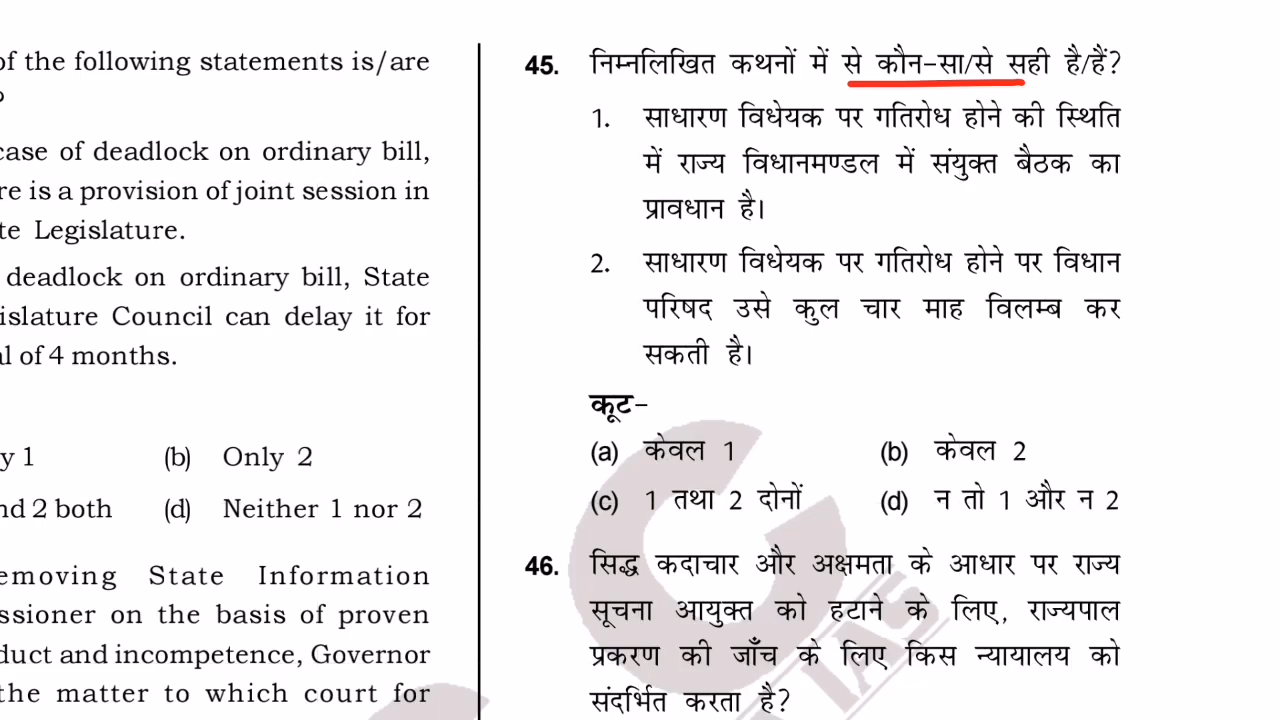 of the following statements is/are
case of deadlock on ordinary bill,
re is a provision of joint session in
te Legislature.
deadlock on ordinary bill, State
islature Council can delay it for
al of 4 months.
y 1 (b) Only 2
nd 2 both (d) Neither 1 nor 2
emoving State Information
ssioner on the basis of proven
duct and incompetence, Governor
the matter to which court for
45. निम्नलिखित कथनों में से कौन-सा/से सही है/हैं?
1. साधारण विधेयक पर गतिरोध होने की स्थिति
में राज्य विधानमण्डल में संयुक्त बैठक का
प्रावधान है।
2. साधारण विधेयक पर गतिरोध होने पर विधान
परिषद उसे कुल चार माह विलम्ब कर
सकती है।
कूट-
(a) केवल 1 (b) केवल 2
(c) 1 तथा 2 दोनों (d) न तो 1 और न 2
46. सिद्ध कदाचार और अक्षमता के आधार पर राज्य
सूचना आयुक्त को हटाने के लिए, राज्यपाल
प्रकरण की जाँच के लिए किस न्यायालय को
संदर्भित करता है?
IAS